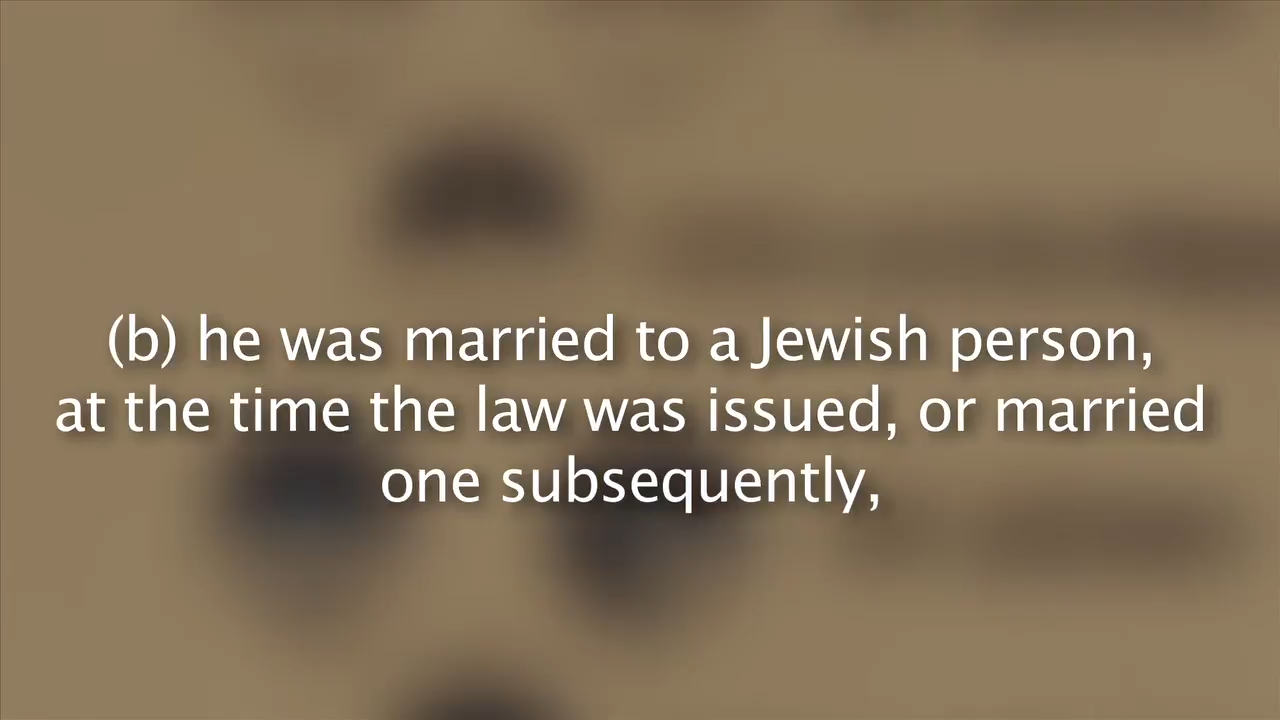 (b) he was married to a Jewish person,
at the time the law was issued, or married
one subsequently,